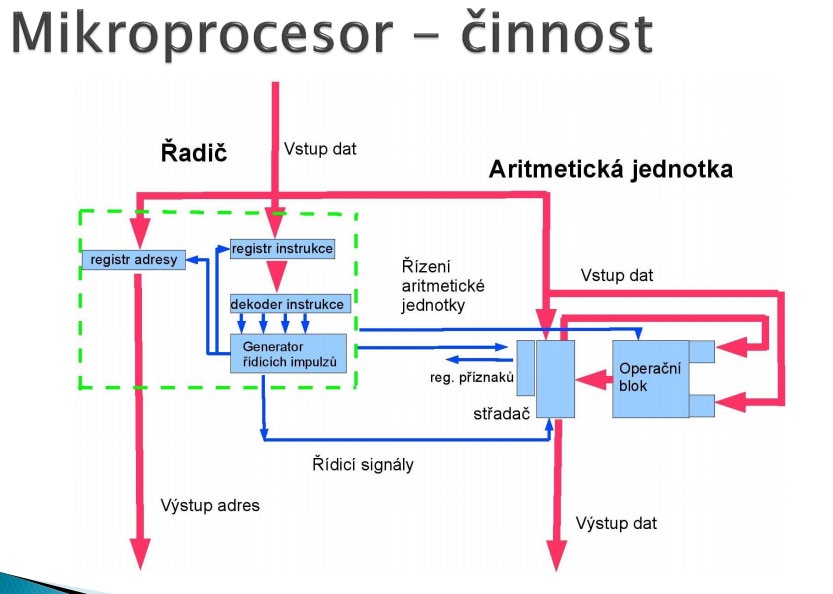 Mikroprocesor – činnost
Řadič
Vstup dat
Aritmetická jednotka
registr adresy
registr instrukce
dekoder instrukce
Generator
řídících impulzů
Řízení
aritmetické
jednotky
Vstup dat
reg. příznaků
střadač
Operační
blok
Řídicí signály
Výstup adres
Výstup dat